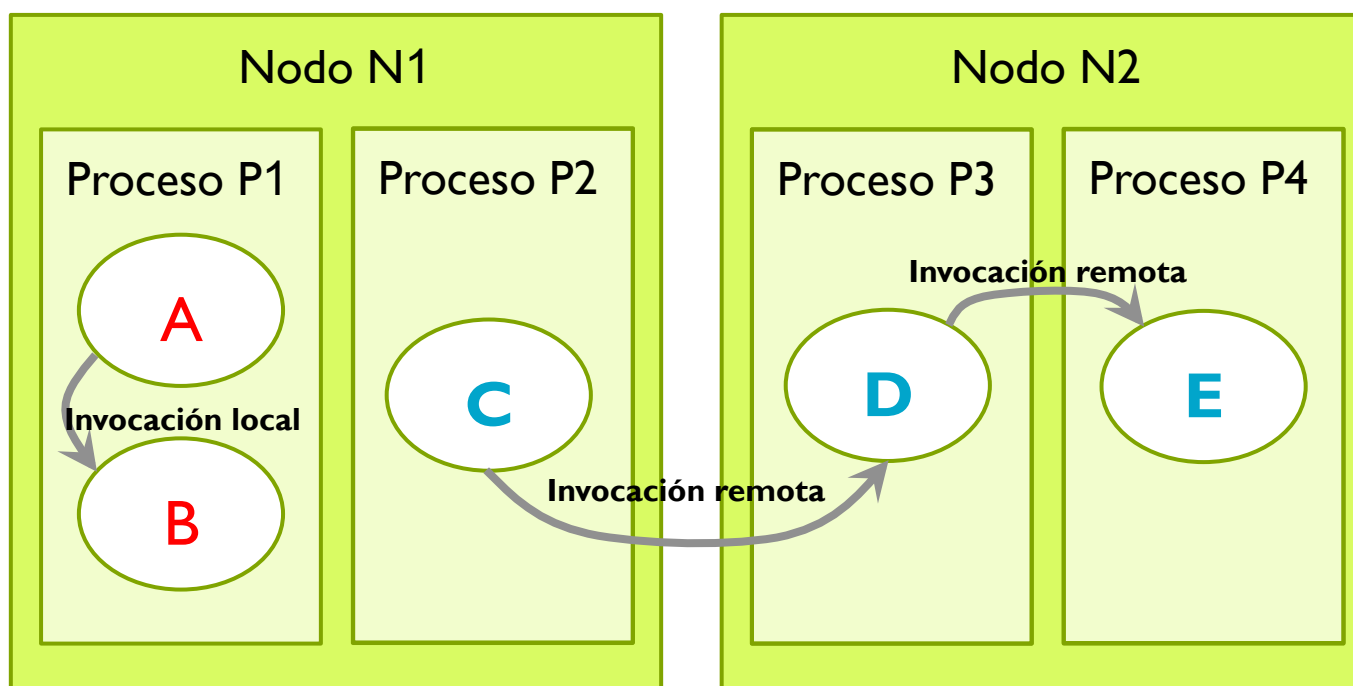 Nodo N1
Nodo N2
Proceso P1
Proceso P2
Proceso P3
Proceso P4
Invocación remota
A
C
D
E
Invocación local
Invocación remota
B